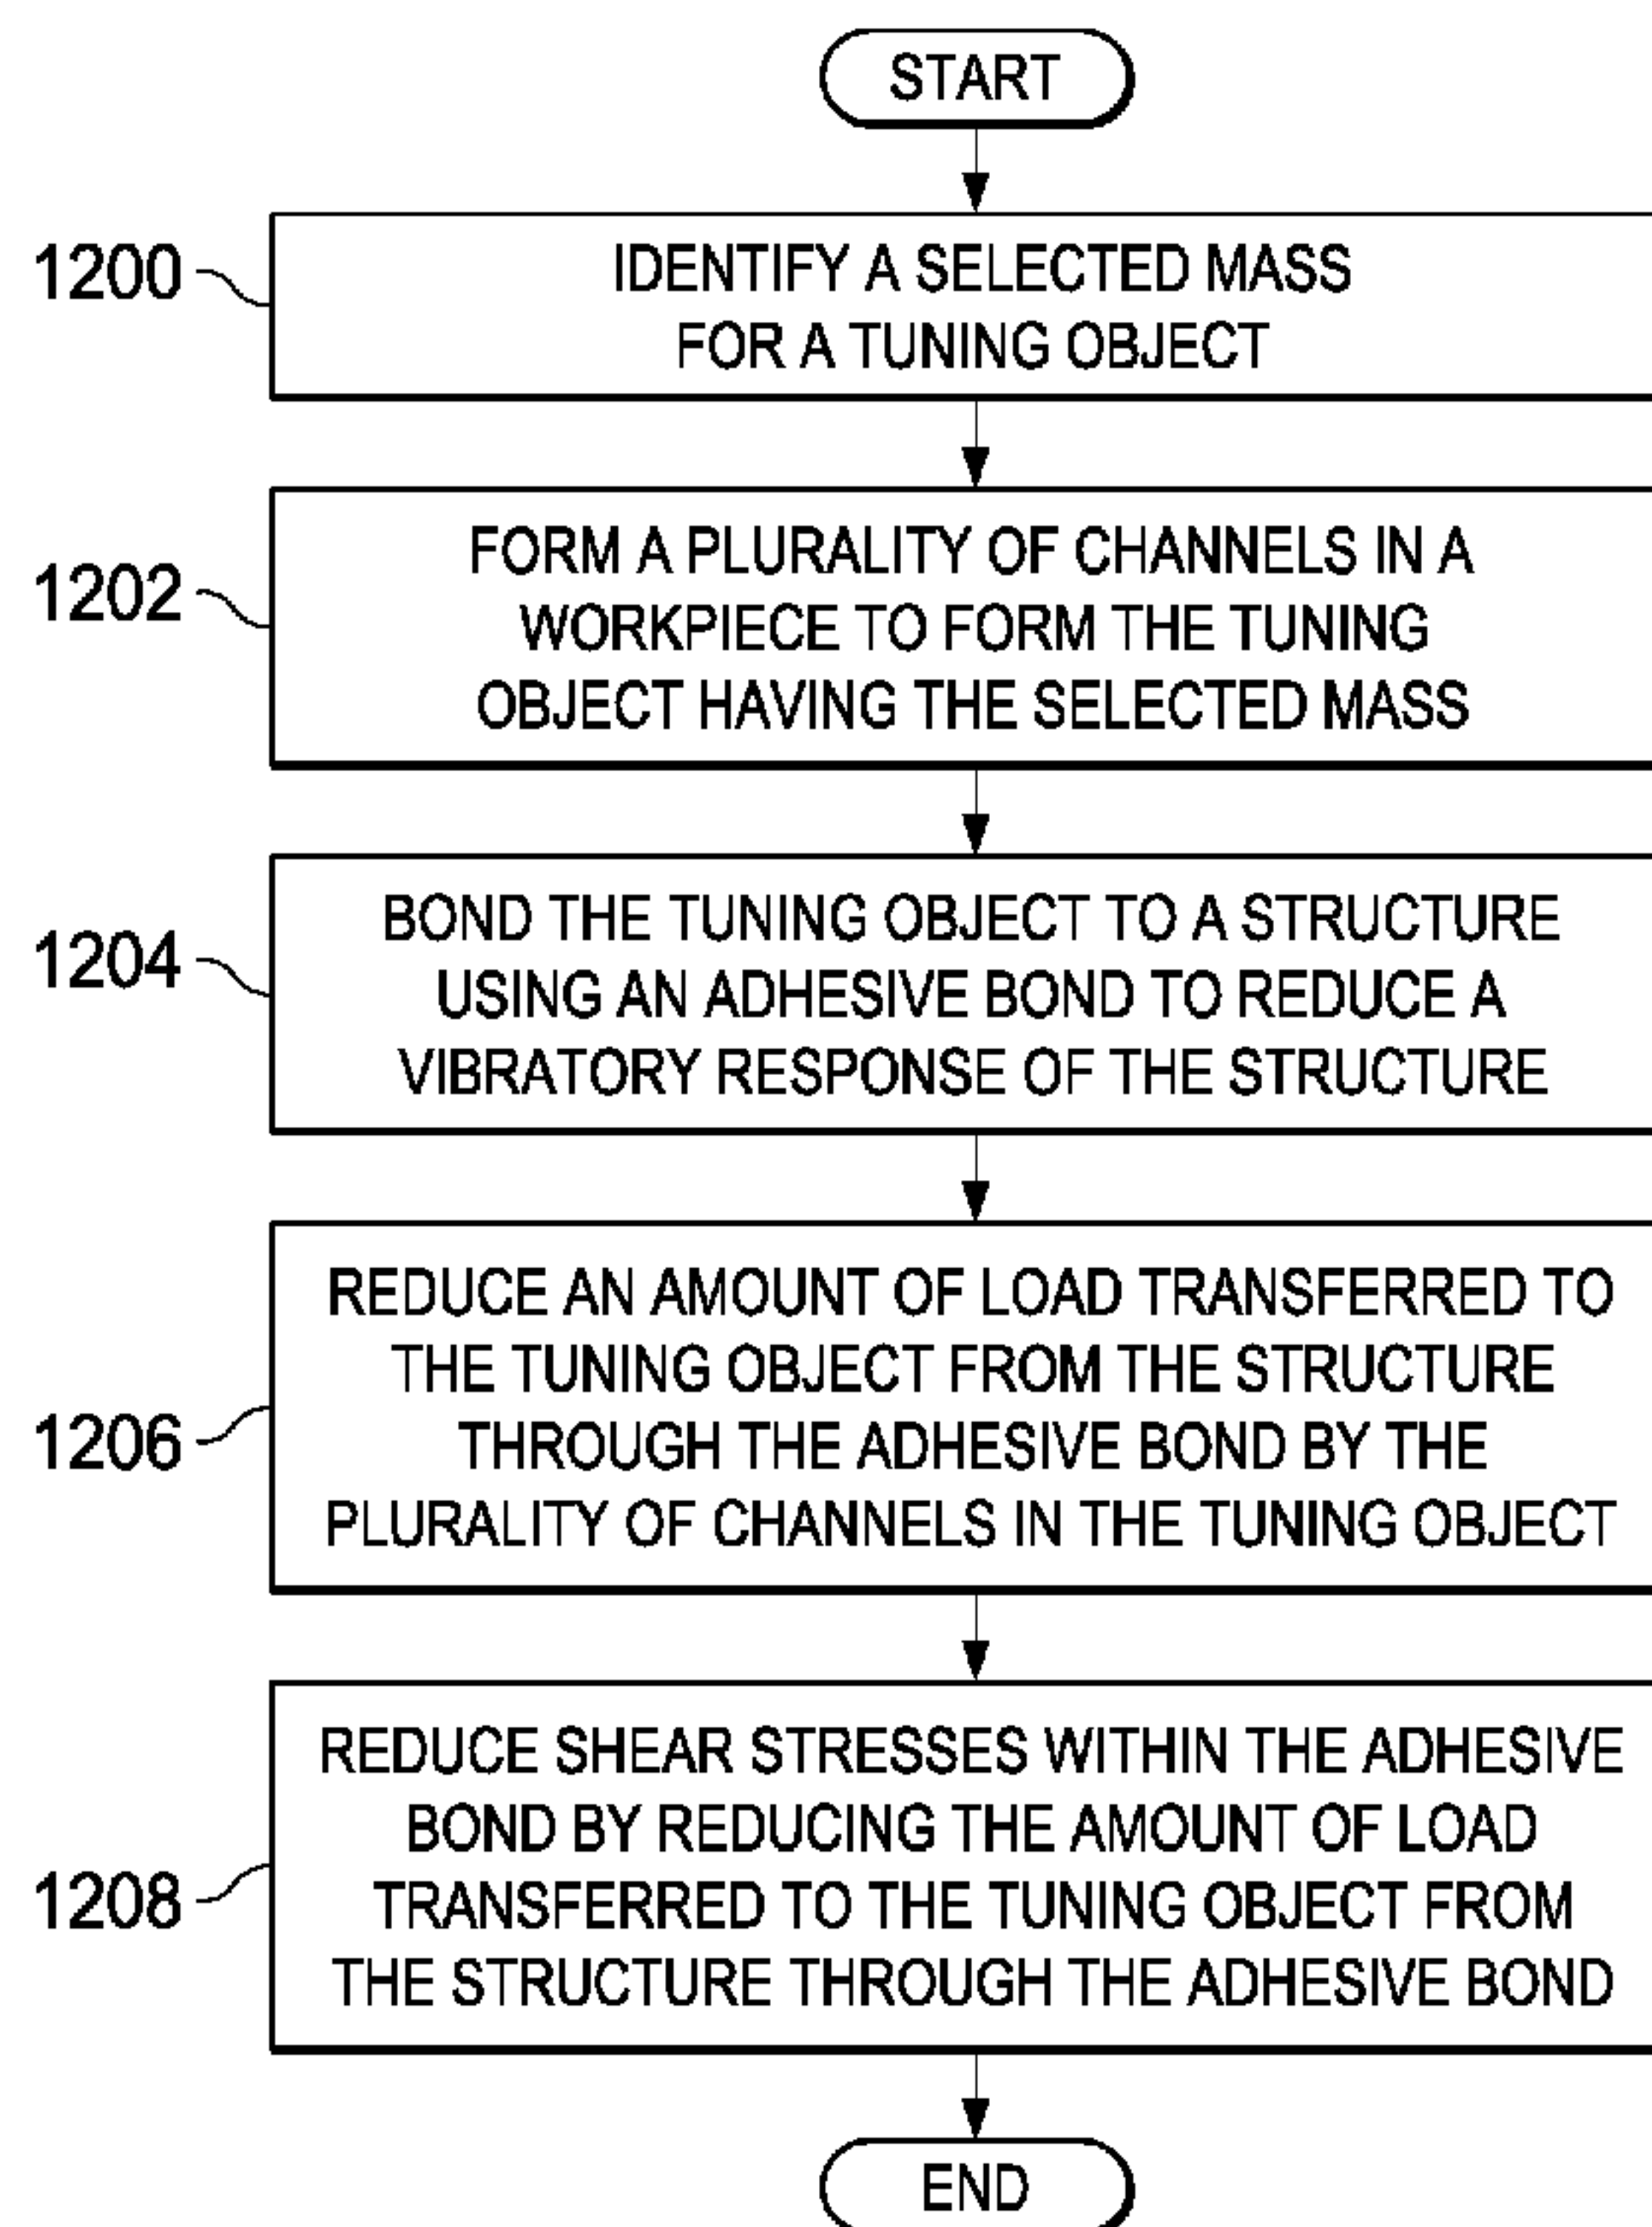 START
1200
IDENTIFY A SELECTED MASS
FOR A TUNING OBJECT
1202
FORM A PLURALITY OF CHANNELS IN A
WORKPIECE TO FORM THE TUNING
OBJECT HAVING THE SELECTED MASS
1204
BOND THE TUNING OBJECT TO A STRUCTURE
USING AN ADHESIVE BOND TO REDUCE A
VIBRATORY RESPONSE OF THE STRUCTURE
1206
REDUCE AN AMOUNT OF LOAD TRANSFERRED TO
THE TUNING OBJECT FROM THE STRUCTURE
THROUGH THE ADHESIVE BOND BY THE
PLURALITY OF CHANNELS IN THE TUNING OBJECT
1208
REDUCE SHEAR STRESSES WITHIN THE ADHESIVE
BOND BY REDUCING THE AMOUNT OF LOAD
TRANSFERRED TO THE TUNING OBJECT FROM
THE STRUCTURE THROUGH THE ADHESIVE BOND
END